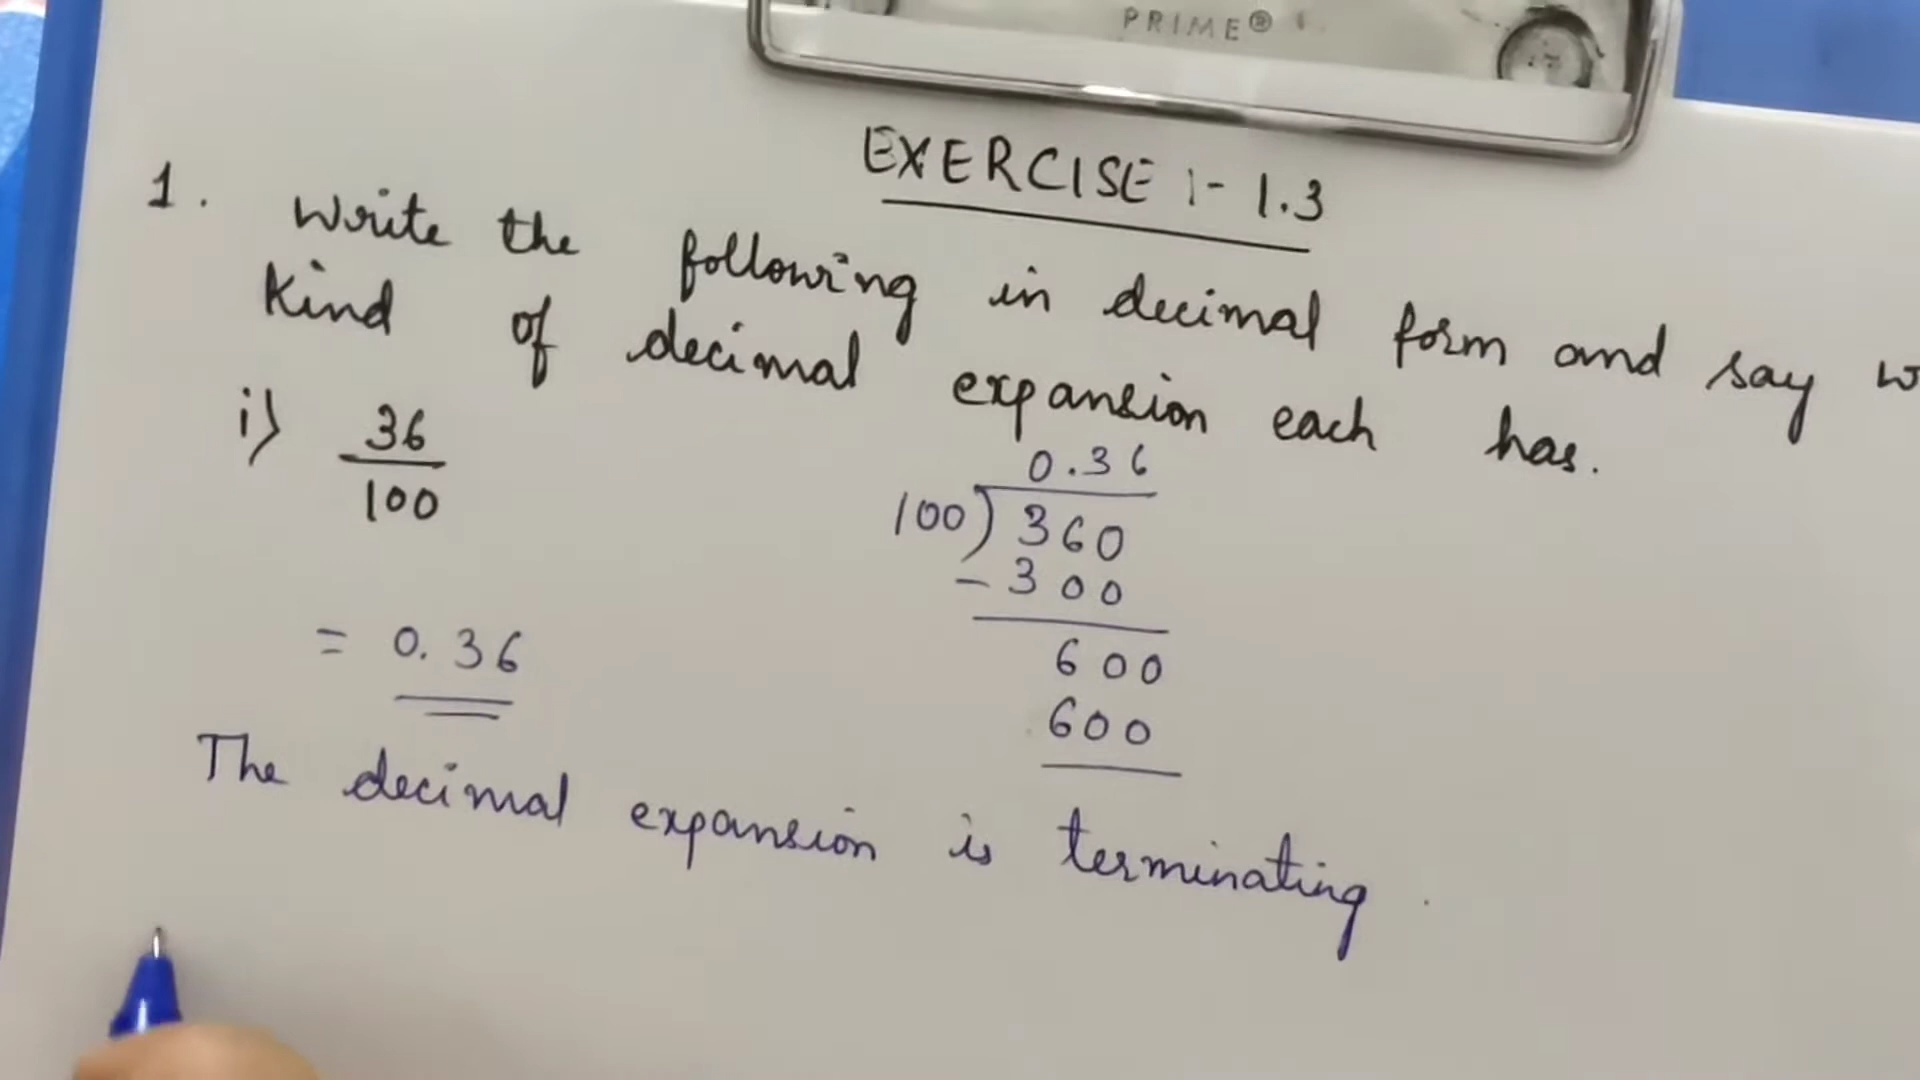 PRIME®
EXERCISE :- 1.3
1. Write the following in decimal form and say
kind of decimal expansion each has.
i) 36
100
0.36
100) 360
- 300
600
600
= 0.36
The decimal expansion is terminating.